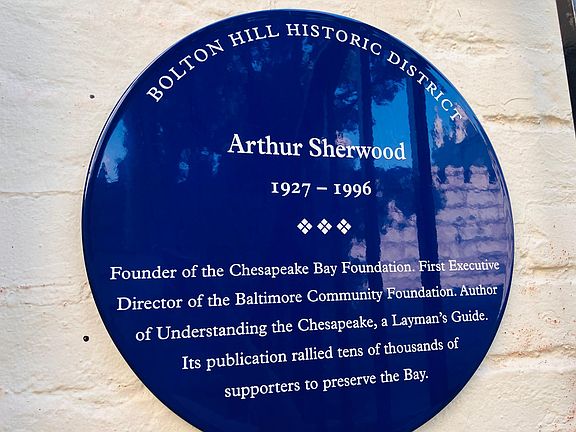 BOLTON HILL HISTORIC DISTRICT
Arthur Sherwood
1927 – 1996
Founder of the Chesapeake Bay Foundation. First Executive
Director of the Baltimore Community Foundation. Author
of Understanding the Chesapeake, a Layman's Guide.
Its publication rallied tens of thousands of
supporters to preserve the Bay.